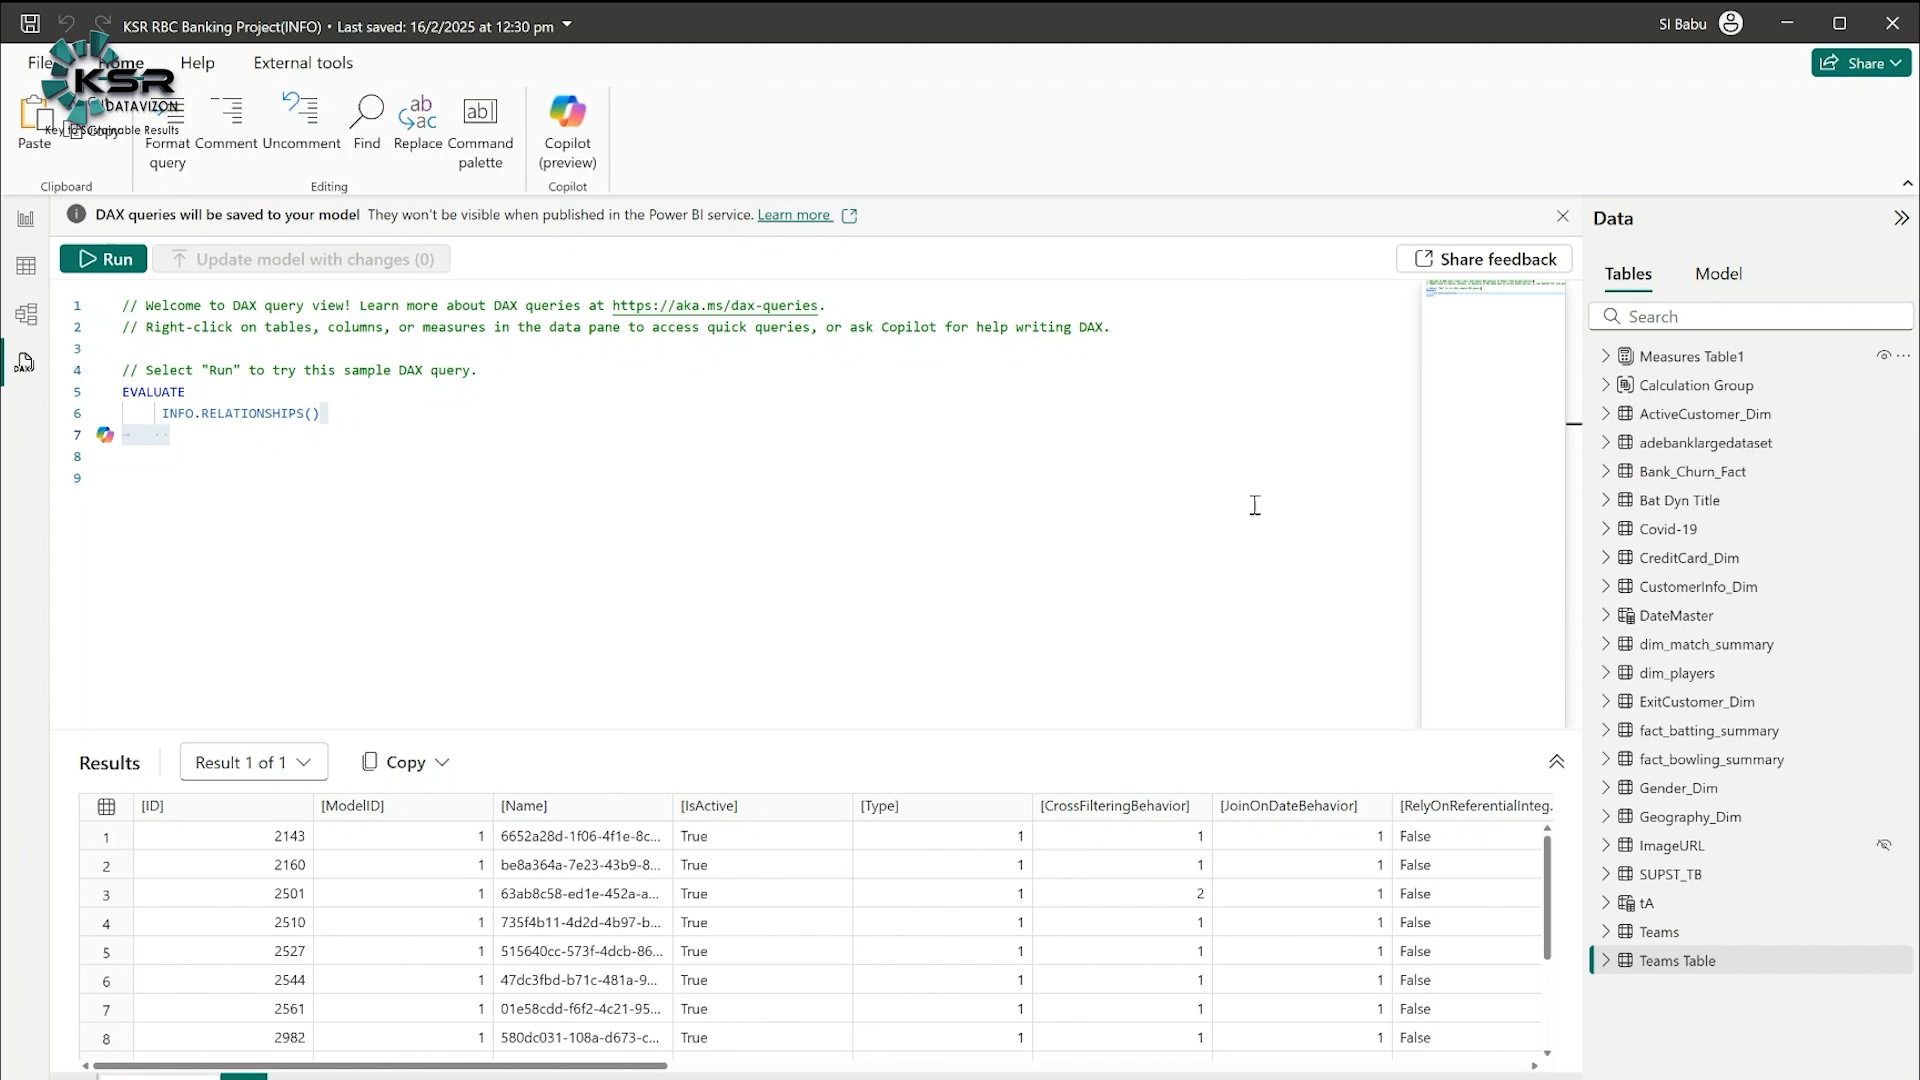 KSR RBC Banking Project(INFO) • Last saved: 16/2/2025 at 12:30 pm
SI Babu
File Home Help External tools
Share
KSR
DATAVIZON
Key to Sustainable Results
Paste
Copy
Format query
Comment
Uncomment
Find
Replace
Command palette
Copilot (preview)
Clipboard
Editing
Copilot
DAX queries will be saved to your model They won't be visible when published in the Power BI service. Learn more
Run
Update model with changes (0)
Share feedback
1 // Welcome to DAX query view! Learn more about DAX queries at https://aka.ms/dax-queries.
2 // Right-click on tables, columns, or measures in the data pane to access quick queries, or ask Copilot for help writing DAX.
3
4 // Select "Run" to try this sample DAX query.
5 EVALUATE
6 INFO.RELATIONSHIPS()
7
8
9
Results
Result 1 of 1
Copy
[ID] [ModelID] [Name] [IsActive] [Type] [CrossFilteringBehavior] [JoinOnDateBehavior] [RelyOnReferentialInteg.
1 2143 1 6652a28d-1f06-4f1e-8c... True 1 1 1 False
2 2160 1 be8a364a-7e23-43b9-8... True 1 1 1 False
3 2501 1 63ab8c58-ed1e-452a-a... True 1 2 1 False
4 2510 1 735f4b11-4d2d-4b97-b... True 1 1 1 False
5 2527 1 515640cc-573f-4dcb-86... True 1 1 1 False
6 2544 1 47dc3fbd-b71c-481a-9... True 1 1 1 False
7 2561 1 01e58cdd-f6f2-4c21-95... True 1 1 1 False
8 2982 1 580dc031-108a-d673-c... True 1 1 1 False
Data
Tables Model
Search
Measures Table1
Calculation Group
ActiveCustomer_Dim
adebanklargedataset
Bank_Churn_Fact
Bat Dyn Title
Covid-19
CreditCard_Dim
CustomerInfo_Dim
DateMaster
dim_match_summary
dim_players
ExitCustomer_Dim
fact_batting_summary
fact_bowling_summary
Gender_Dim
Geography_Dim
ImageURL
SUPST_TB
tA
Teams
Teams Table